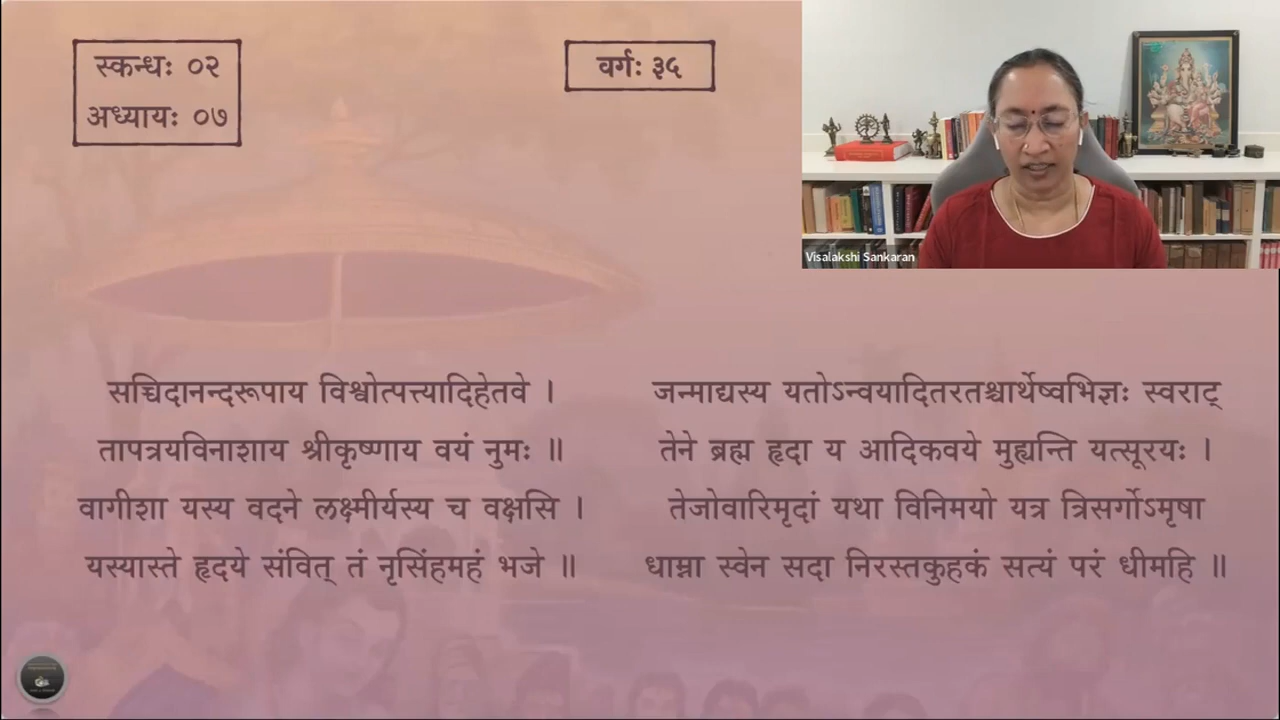 स्कन्धः ०२
अध्यायः ०७
वर्गः ३५
Visalakshi Sankaran
सच्चिदानन्दरूपाय विश्वोत्पत्त्यादिहेतवे ।
तापत्रयविनाशाय श्रीकृष्णाय वयं नुमः ॥
वागीशा यस्य वदने लक्ष्मीर्यस्य च वक्षसि ।
यस्यास्ते हृदये संवित् तं नृसिंहमहं भजे ॥
जन्माद्यस्य यतोऽन्वयादितरतश्चार्थेष्वभिज्ञः स्वराट्
तेने ब्रह्म हृदा य आदिकवये मुह्यन्ति यत्सूरयः ।
तेजोवारिमृदां यथा विनिमयो यत्र त्रिसर्गोऽमृषा
धाम्ना स्वेन सदा निरस्तकुहकं सत्यं परं धीमहि ॥